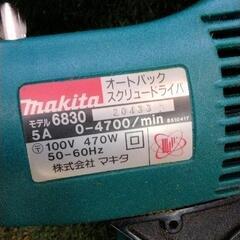 オートパック
スクリュードライバ
makita
モデル 6830 20433
5A 0-4700/min
100V 470W
50-60Hz
株式会社 マキタ